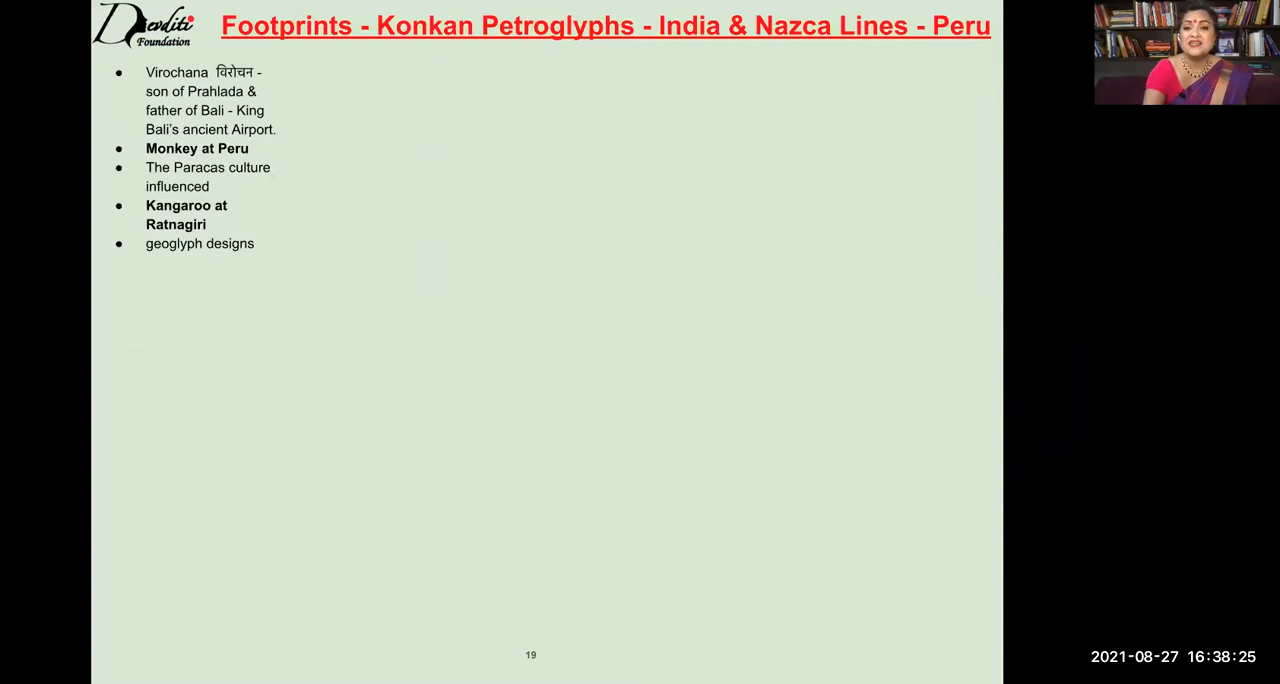 Dievditi
Foundation
Footprints - Konkan Petroglyphs - India & Nazca Lines - Peru
● Virochana विरोचन -
son of Prahlada &
father of Bali - King
Bali's ancient Airport.
● Monkey at Peru
● The Paracas culture
influenced
● Kangaroo at
Ratnagiri
● geoglyph designs
19
2021-08-27 16:38:25